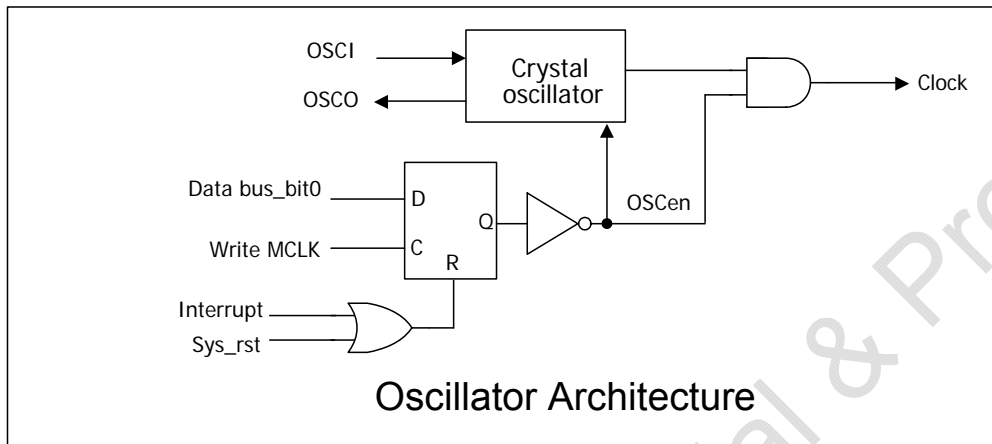 OSCI
OSCO
Crystal
oscillator
Clock
Data bus_bit0
D
Q
OSCen
Write MCLK
C
R
Interrupt
Sys_rst
Oscillator Architecture